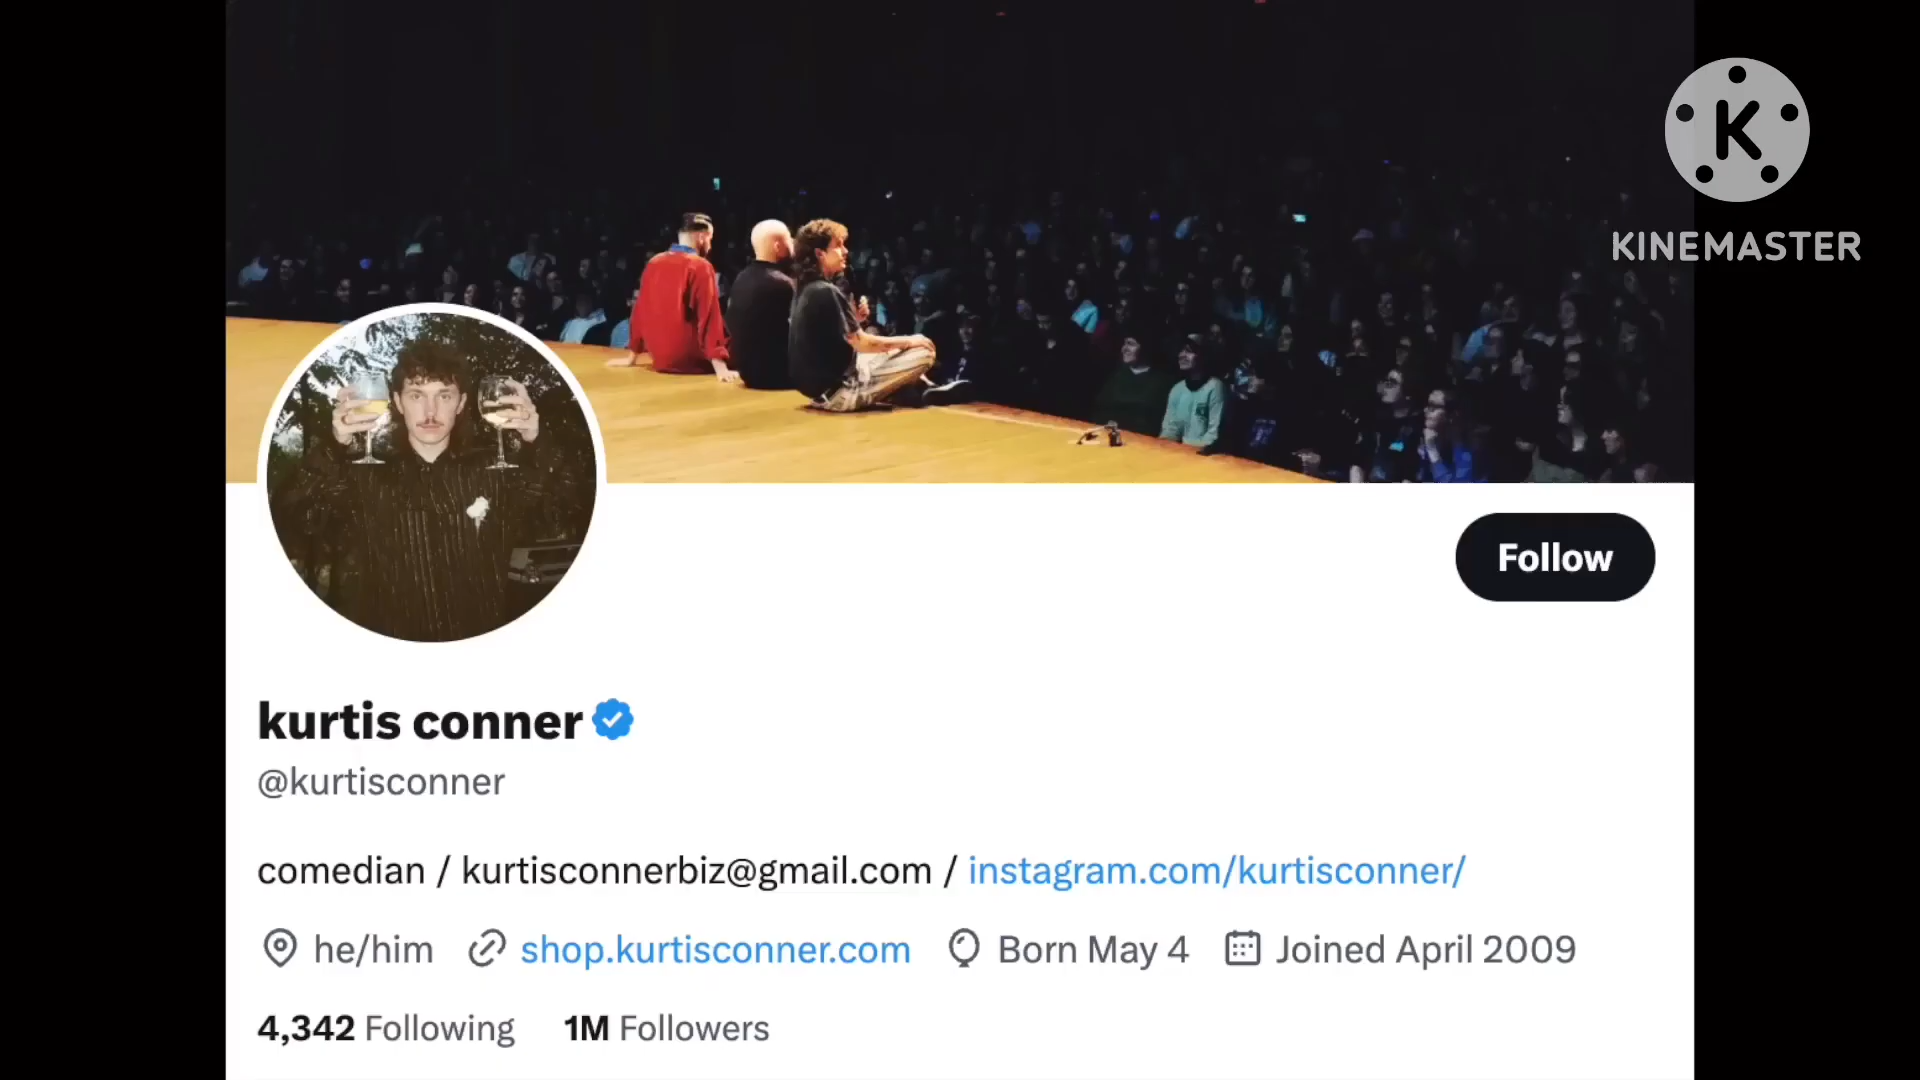 K
KINEMASTER
Follow
kurtis conner
@kurtisconner
comedian / kurtisconnerbiz@gmail.com / instagram.com/kurtisconner/
he/him shop.kurtisconner.com Born May 4 Joined April 2009
4,342 Following 1M Followers